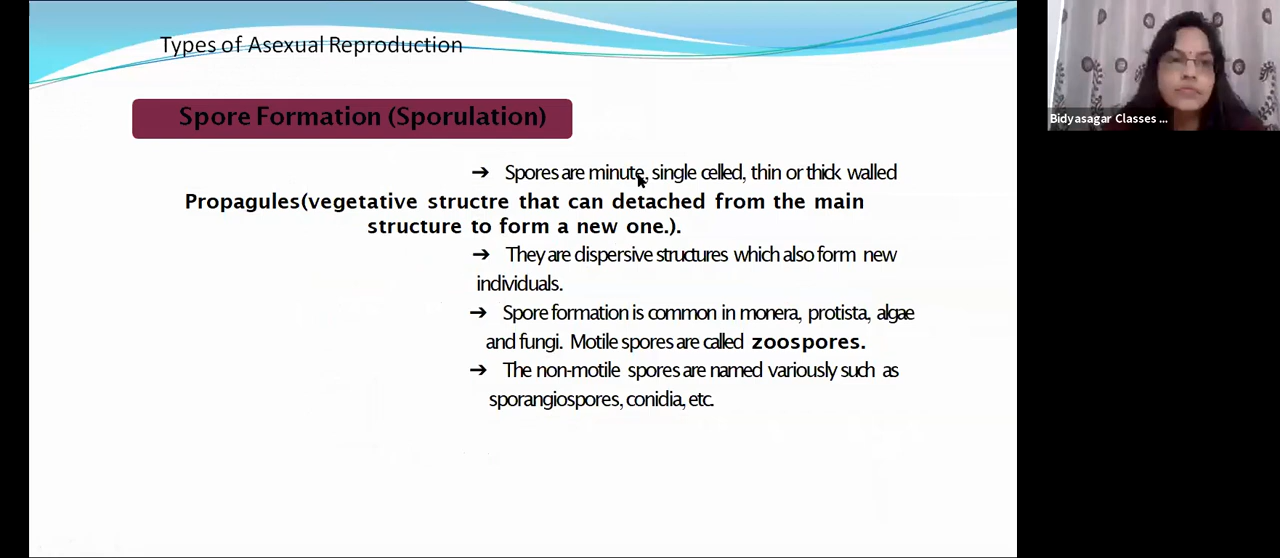 Types of Asexual Reproduction
Spore Formation (Sporulation)
➔ Spores are minute, single celled, thin or thick walled
Propagules(vegetative structre that can detached from the main
structure to form a new one.).
➔ They are dispersive structures which also form new
individuals.
➔ Spore formation is common in monera, protista, algae
and fungi. Motile spores are called zoospores.
➔ The non-motile spores are named variously such as
sporangiospores, conidia, etc.
Bidyasagar Classes ...